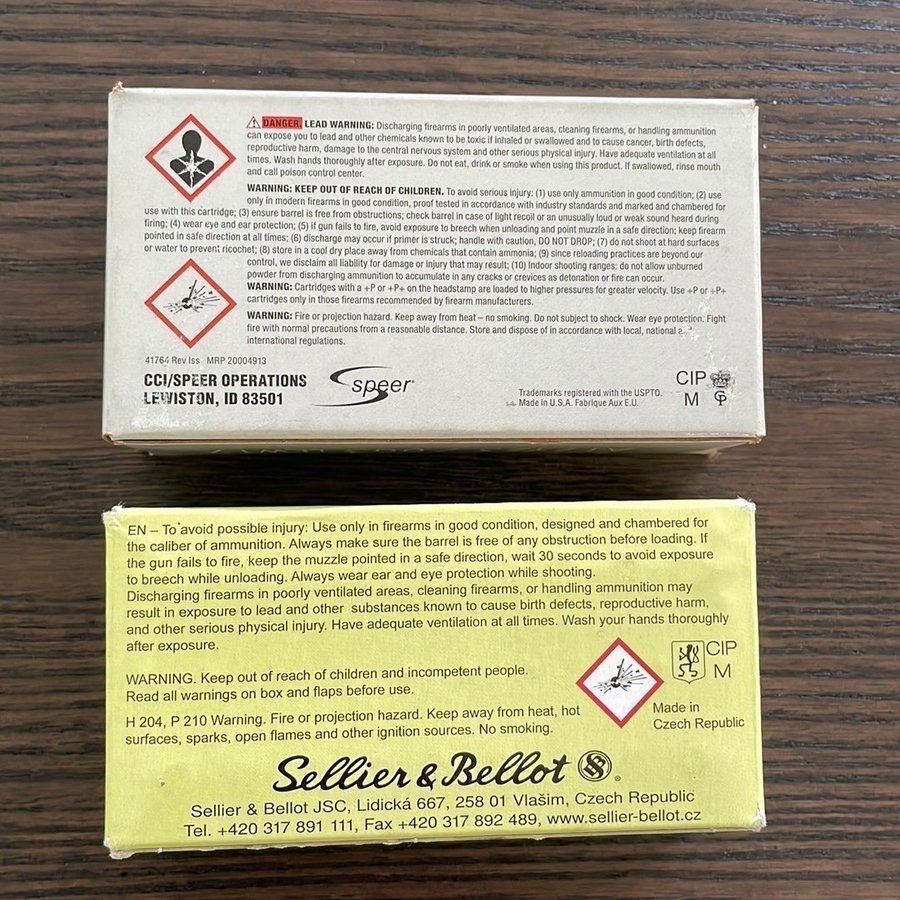 ⚠ DANGER, LEAD WARNING: Discharging firearms in poorly ventilated areas, cleaning firearms, or handling ammunition
can expose you to lead and other chemicals known to be toxic if inhaled or swallowed and to cause cancer, birth defects,
reproductive harm, damage to the central nervous system and other serious physical injury. Have adequate ventilation at all
times. Wash hands thoroughly after exposure. Do not eat, drink or smoke when using this product. If swallowed, rinse mouth
and call poison control center.
WARNING: KEEP OUT OF REACH OF CHILDREN. To avoid serious injury: (1) use only ammunition in good condition; (2) use
only in modern firearms in good condition, proof tested in accordance with industry standards and marked and chambered for
use with this cartridge; (3) ensure barrel is free from obstructions; check barrel in case of light recoil or an unusually loud or weak sound heard during
firing; (4) wear eye and ear protection; (5) if gun fails to fire, avoid exposure to breech when unloading and point muzzle in a safe direction; keep firearm
pointed in safe direction at all times; (6) discharge may occur if primer is struck; handle with caution, DO NOT DROP; (7) do not shoot at hard surfaces
or water to prevent ricochet; (8) store in a cool dry place away from chemicals that contain ammonia; (9) since reloading practices are beyond our
control, we disclaim all liability for damage or injury that may result; (10) Indoor shooting ranges: do not allow unburned
powder from discharging ammunition to accumulate in any cracks or crevices as detonation or fire can occur.
WARNING: Cartridges with a +P or +P+ on the headstamp are loaded to higher pressures for greater velocity. Use +P or +P+
cartridges only in those firearms recommended by firearm manufacturers.
WARNING: Fire or projection hazard. Keep away from heat – no smoking. Do not subject to shock. Wear eye protection. Fight
fire with normal precautions from a reasonable distance. Store and dispose of in accordance with local, national
international regulations.
41764 Rev Iss MRP 20004913
CCI/SPEER OPERATIONS
LEWISTON, ID 83501
speer®
Trademarks registered with the USPTO.
Made in U.S.A. Fabrique Aux E.U.
CIP
M
EN – To avoid possible injury: Use only in firearms in good condition, designed and chambered for
the caliber of ammunition. Always make sure the barrel is free of any obstruction before loading. If
the gun fails to fire, keep the muzzle pointed in a safe direction, wait 30 seconds to avoid exposure
to breech while unloading. Always wear ear and eye protection while shooting.
Discharging firearms in poorly ventilated areas, cleaning firearms, or handling ammunition may
result in exposure to lead and other substances known to cause birth defects, reproductive harm,
and other serious physical injury. Have adequate ventilation at all times. Wash your hands thoroughly
after exposure.
WARNING. Keep out of reach of children and incompetent people.
Read all warnings on box and flaps before use.
H 204, P 210 Warning. Fire or projection hazard. Keep away from heat, hot
surfaces, sparks, open flames and other ignition sources. No smoking.
CIP
M
Made in
Czech Republic
Sellier & Bellot ®
Sellier & Bellot JSC, Lidická 667, 258 01 Vlašim, Czech Republic
Tel. +420 317 891 111, Fax +420 317 892 489, www.sellier-bellot.cz